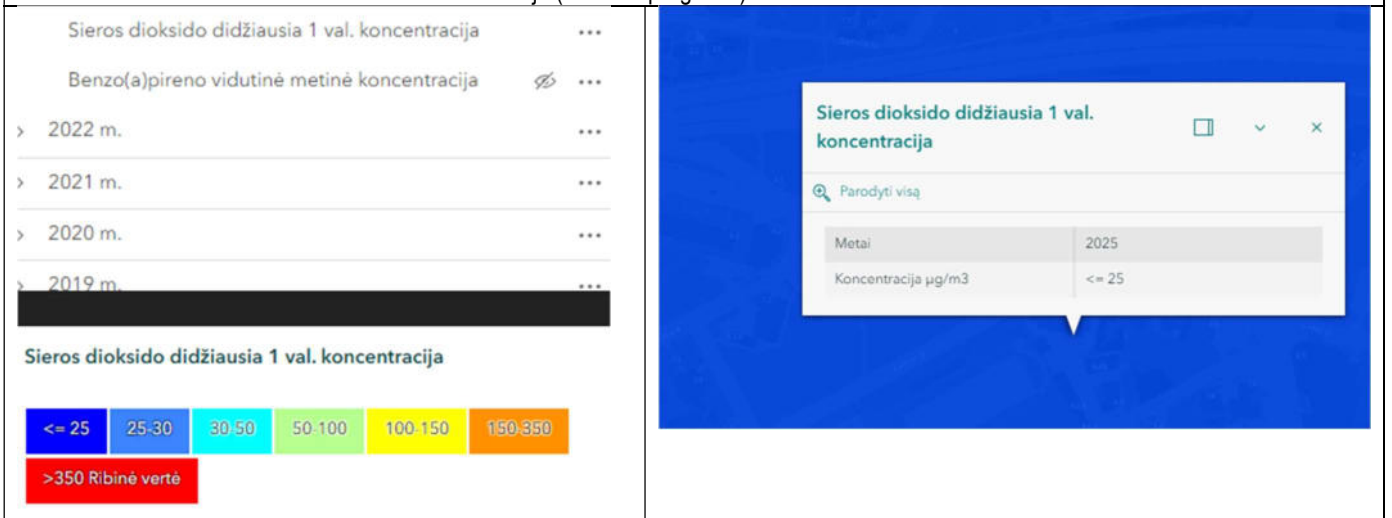 Sieros dioksido didžiausia 1 val. koncentracija
Benzo(a)pireno vidutinė metinė koncentracija
2022 m.
2021 m.
2020 m.
2019 m.
Sieros dioksido didžiausia 1 val. koncentracija
<= 25 25-30 30-50 50-100 100-150 150-350
>350 Ribinė vertė
Sieros dioksido didžiausia 1 val.
koncentracija
Parodyti visą
Metai 2025
Koncentracija µg/m3 <= 25